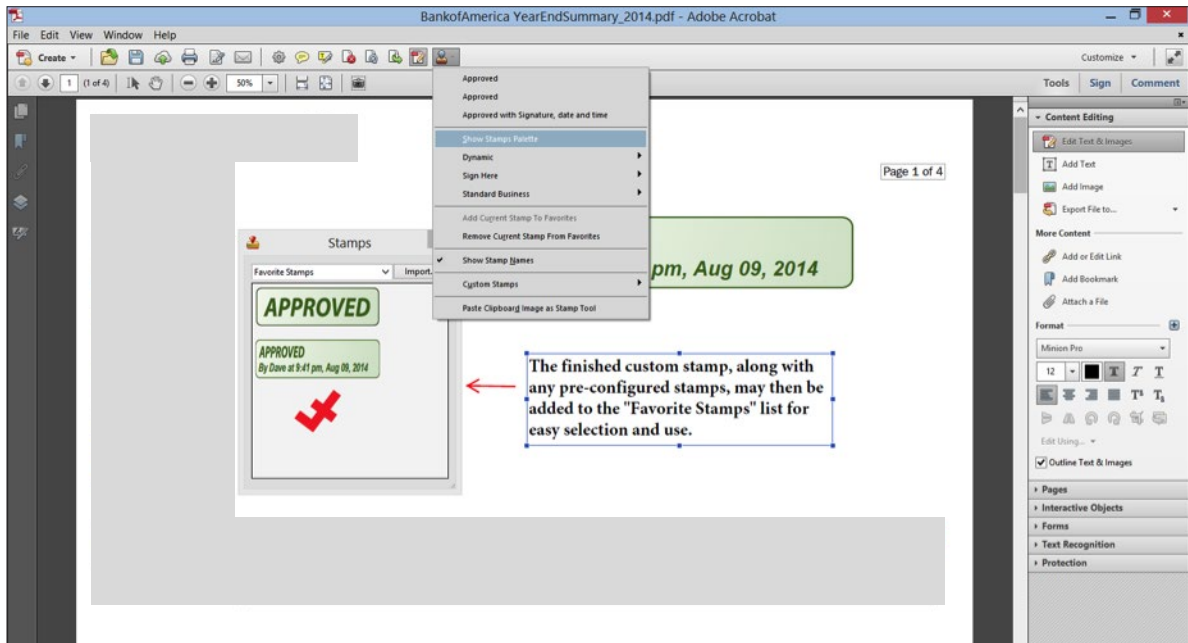 BankofAmerica YearEndSummary_2014.pdf - Adobe Acrobat
File Edit View Window Help
Create
Customize
1 (1 of 4) 50%
Tools Sign Comment
Approved
Approved
Approved with Signature, date and time
Show Stamps Palette
Dynamic
Sign Here
Standard Business
Add Current Stamp To Favorites
Remove Current Stamp From Favorites
Show Stamp Names
Custom Stamps
Paste Clipboard Image as Stamp Tool
Page 1 of 4
pm, Aug 09, 2014
Stamps
Favorite Stamps Import..
APPROVED
APPROVED
By Dave at 9:41 pm, Aug 09, 2014
The finished custom stamp, along with
any pre-configured stamps, may then be
added to the "Favorite Stamps" list for
easy selection and use.
Content Editing
Edit Text & Images
T Add Text
Add Image
Export File to...
More Content
Add or Edit Link
Add Bookmark
Attach a File
Format
Minion Pro
12 T T T
T¹ T₁
Edit Using...
Outline Text & Images
Pages
Interactive Objects
Forms
Text Recognition
Protection